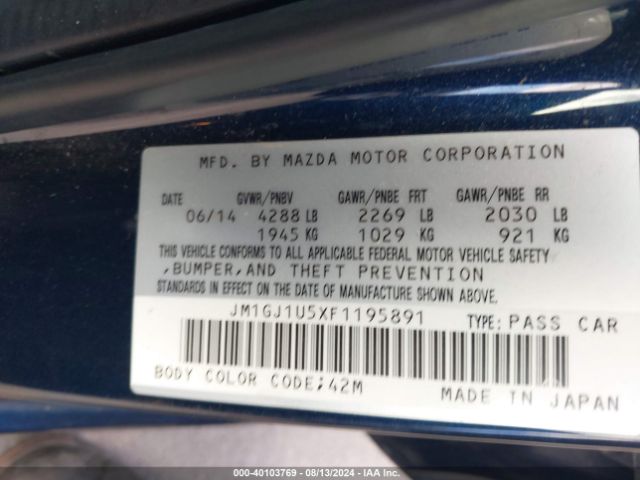 MFD. BY MAZDA MOTOR CORPORATION
DATE GVWR/PNBV GAWR/PNBE FRT GAWR/PNBE RR
06/14 4288 LB 2269 LB 2030 LB
1945 KG 1029 KG 921 KG
THIS VEHICLE CONFORMS TO ALL APPLICABLE FEDERAL MOTOR VEHICLE SAFETY
,BUMPER,AND THEFT PREVENTION
STANDARDS IN EFFECT ON THE DATE OF MANUFACTURE SHOWN ABOVE.
JM1GJ1U5XF1195891 TYPE: PASS CAR
BODY COLOR CODE:42M MADE IN JAPAN
000-40103769 - 08/13/2024 - IAA Inc.